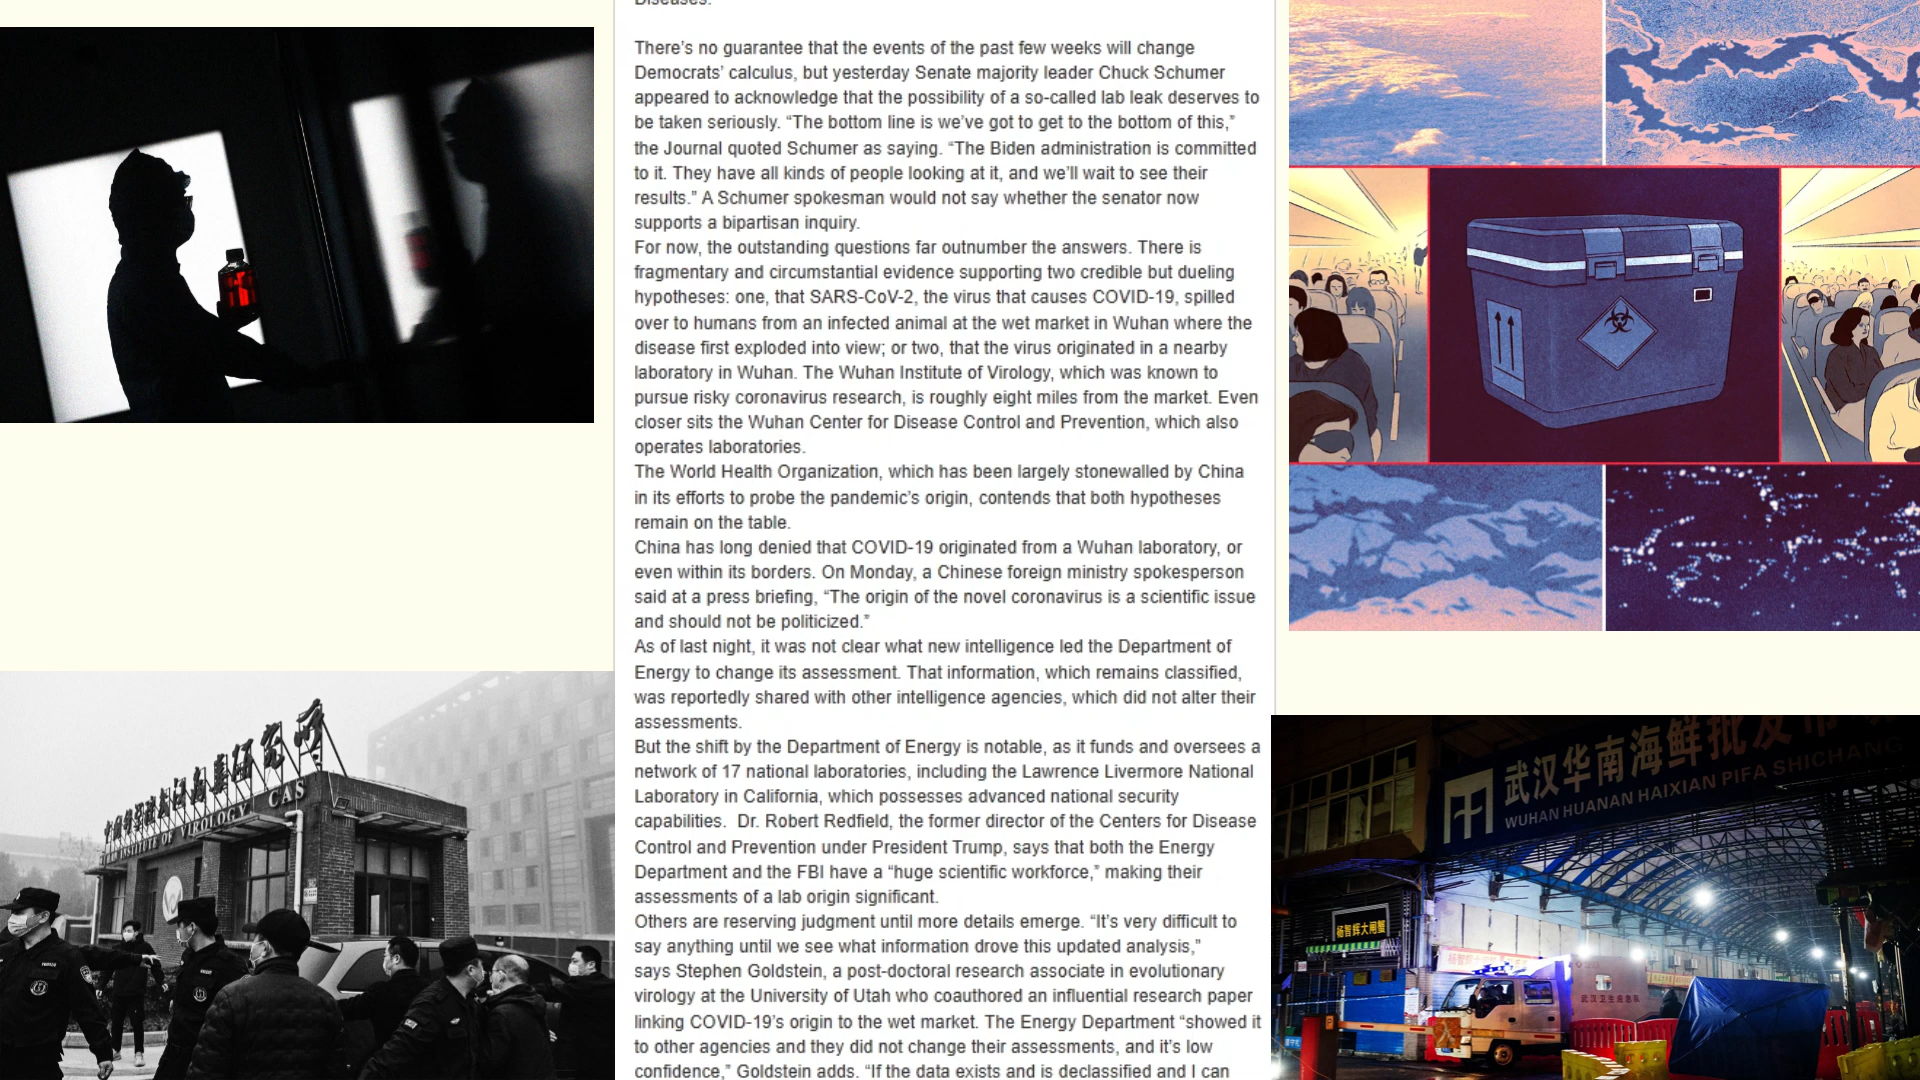 Diseases.
There’s no guarantee that the events of the past few weeks will change
Democrats’ calculus, but yesterday Senate majority leader Chuck Schumer
appeared to acknowledge that the possibility of a so-called lab leak deserves to
be taken seriously. “The bottom line is we’ve got to get to the bottom of this,”
the Journal quoted Schumer as saying. “The Biden administration is committed
to it. They have all kinds of people looking at it, and we’ll wait to see their
results.” A Schumer spokesman would not say whether the senator now
supports a bipartisan inquiry.
For now, the outstanding questions far outnumber the answers. There is
fragmentary and circumstantial evidence supporting two credible but dueling
hypotheses: one, that SARS-CoV-2, the virus that causes COVID-19, spilled
over to humans from an infected animal at the wet market in Wuhan where the
disease first exploded into view; or two, that the virus originated in a nearby
laboratory in Wuhan. The Wuhan Institute of Virology, which was known to
pursue risky coronavirus research, is roughly eight miles from the market. Even
closer sits the Wuhan Center for Disease Control and Prevention, which also
operates laboratories.
The World Health Organization, which has been largely stonewalled by China
in its efforts to probe the pandemic’s origin, contends that both hypotheses
remain on the table.
China has long denied that COVID-19 originated from a Wuhan laboratory, or
even within its borders. On Monday, a Chinese foreign ministry spokesperson
said at a press briefing, “The origin of the novel coronavirus is a scientific issue
and should not be politicized.”
As of last night, it was not clear what new intelligence led the Department of
Energy to change its assessment. That information, which remains classified,
was reportedly shared with other intelligence agencies, which did not alter their
assessments.
But the shift by the Department of Energy is notable, as it funds and oversees a
network of 17 national laboratories, including the Lawrence Livermore National
Laboratory in California, which possesses advanced national security
capabilities.  Dr. Robert Redfield, the former director of the Centers for Disease
Control and Prevention under President Trump, says that both the Energy
Department and the FBI have a “huge scientific workforce,” making their
assessments of a lab origin significant.
Others are reserving judgment until more details emerge. “It’s very difficult to
say anything until we see what information drove this updated analysis,”
says Stephen Goldstein, a post-doctoral research associate in evolutionary
virology at the University of Utah who coauthored an influential research paper
linking COVID-19’s origin to the wet market. The Energy Department “showed it
to other agencies and they did not change their assessments, and it’s low
confidence,” Goldstein adds. “If the data exists and is declassified and I can
INSTITUTE OF VIROLOGY, CAS
武汉华南海鲜批发市
WUHAN HUANAN HAIXIAN PIFA SHICHANG
杨智辉大闸蟹
武汉卫生应急队